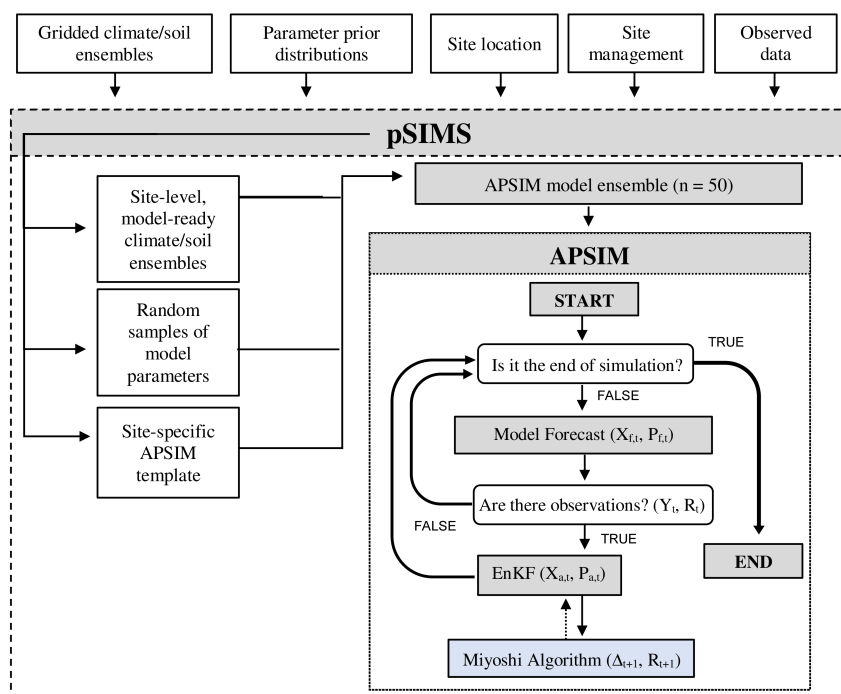 Gridded climate/soil
ensembles
Parameter prior
distributions
Site location
Site
management
Observed
data
pSIMS
Site-level,
model-ready
climate/soil
ensembles
Random
samples of
model
parameters
Site-specific
APSIM
template
APSIM model ensemble (n = 50)
APSIM
START
Is it the end of simulation?
TRUE
FALSE
Model Forecast (Xf,t, Pf,t)
Are there observations? (Yt, Rt)
FALSE
TRUE
EnKF (Xa,t, Pa,t)
END
Miyoshi Algorithm (Δt+1, Rt+1)